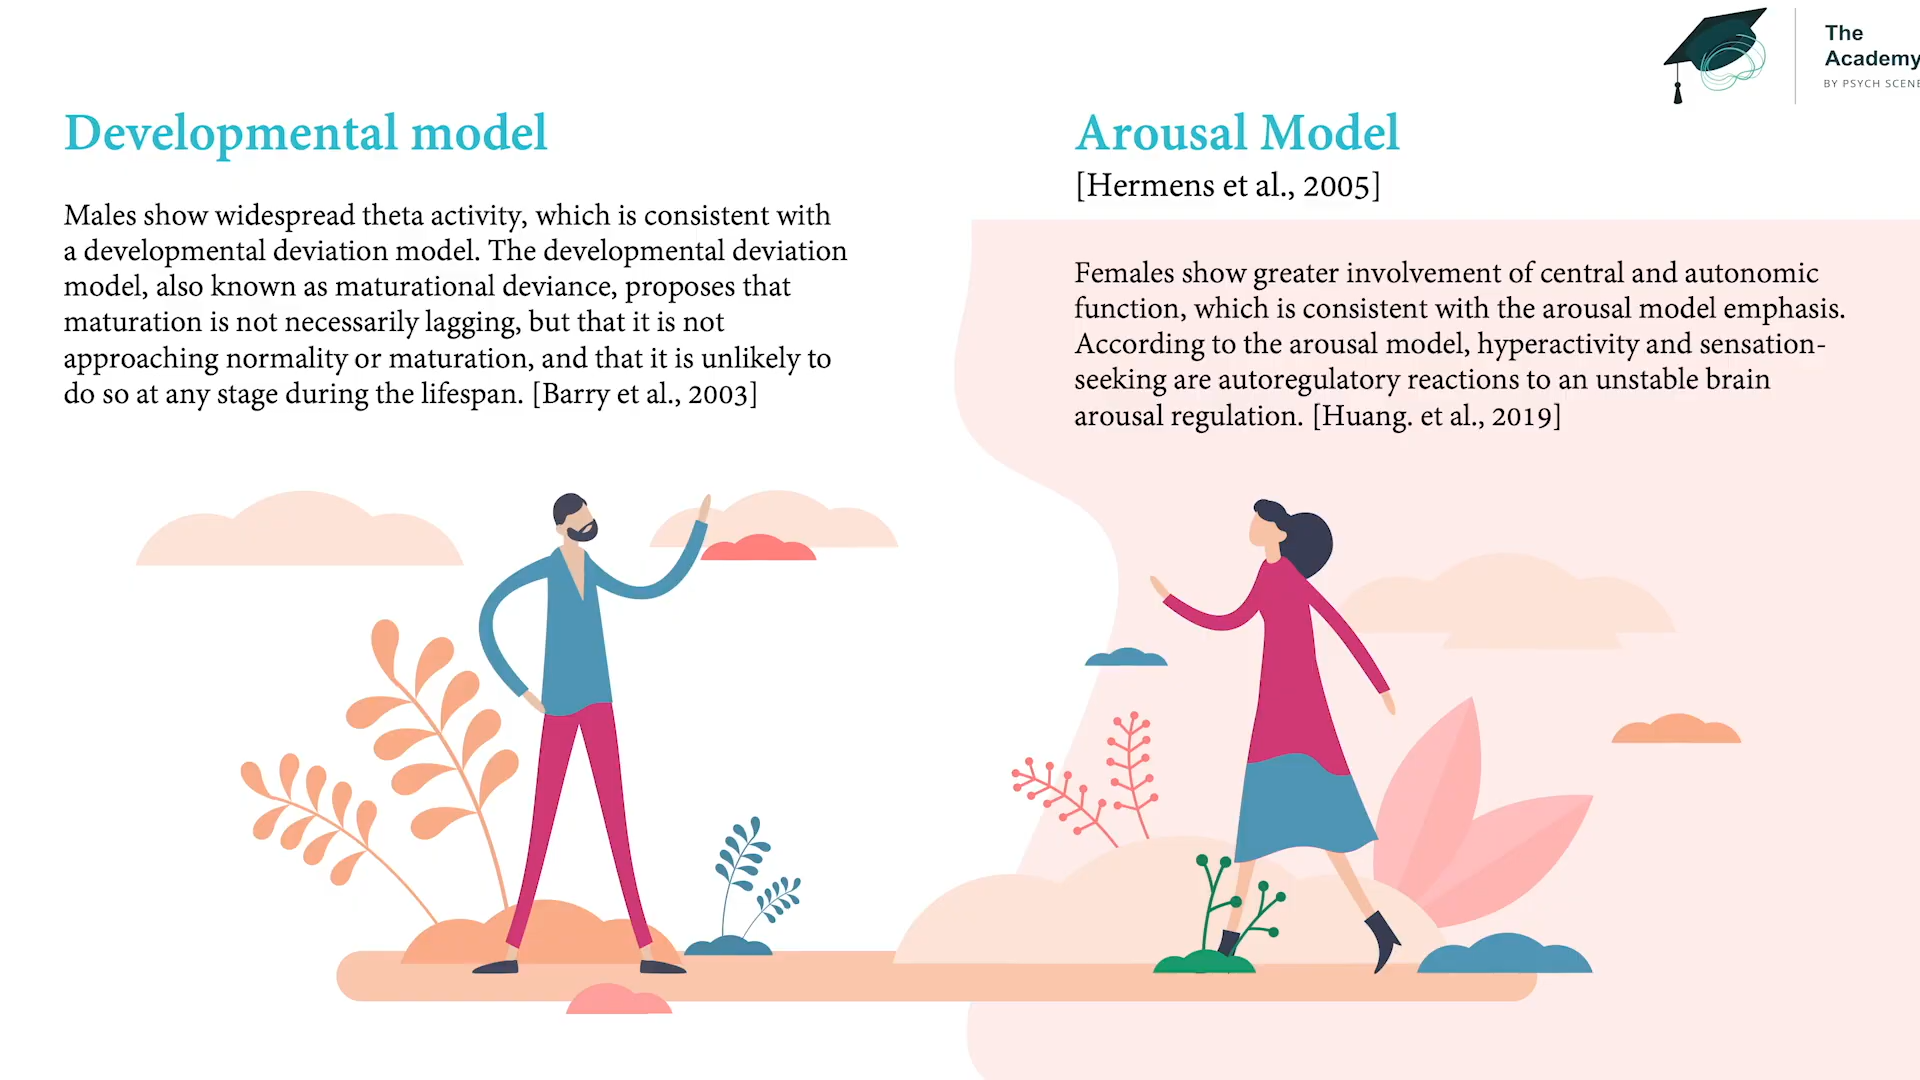 The
Academy
BY PSYCH SCENE
Developmental model
Males show widespread theta activity, which is consistent with
a developmental deviation model. The developmental deviation
model, also known as maturational deviance, proposes that
maturation is not necessarily lagging, but that it is not
approaching normality or maturation, and that it is unlikely to
do so at any stage during the lifespan. [Barry et al., 2003]
Arousal Model
[Hermens et al., 2005]
Females show greater involvement of central and autonomic
function, which is consistent with the arousal model emphasis.
According to the arousal model, hyperactivity and sensation-
seeking are autoregulatory reactions to an unstable brain
arousal regulation. [Huang. et al., 2019]